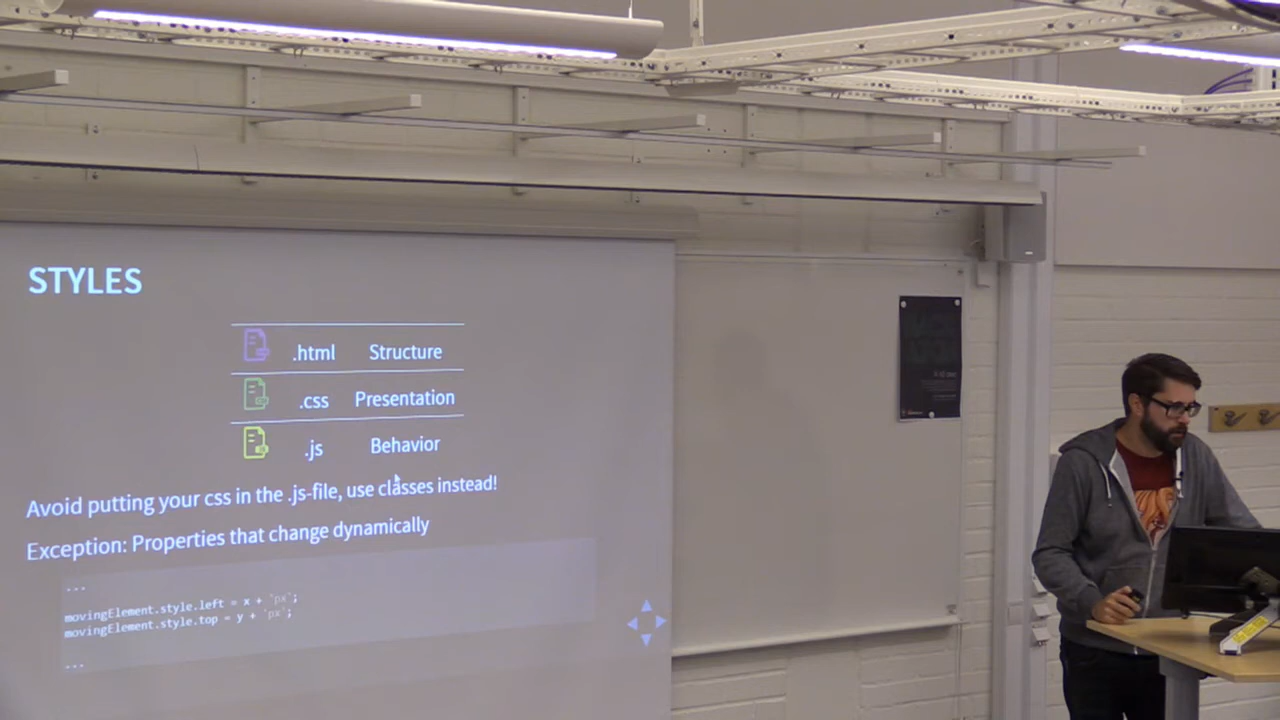 STYLES
.html Structure
.css Presentation
.js Behavior
Avoid putting your css in the .js-file, use classes instead!
Exception: Properties that change dynamically
...
movingElement.style.left = x + 'px';
movingElement.style.top = y + 'px';
...